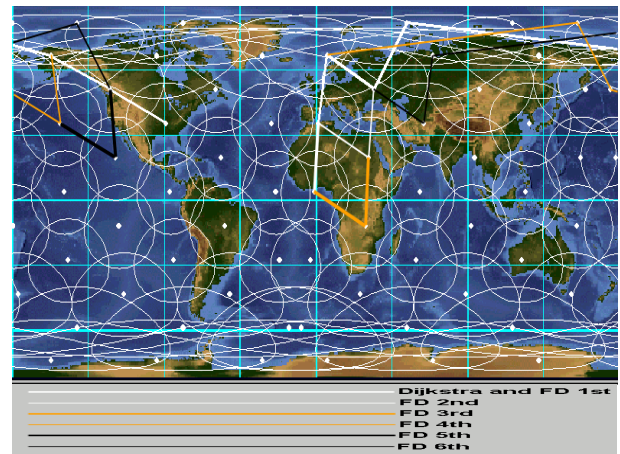 Dijkstra and FD 1st
FD 2nd
FD 3rd
FD 4th
FD 5th
FD 6th